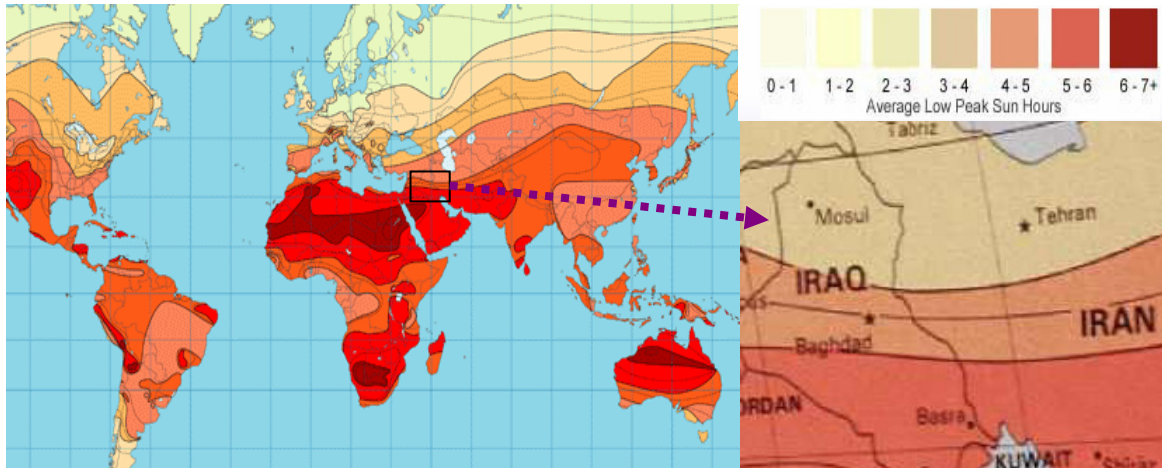 0 - 1 1 - 2 2 - 3 3 - 4 4 - 5 5 - 6 6 - 7+
Average Low Peak Sun Hours
Tabriz
Mosul
Tehran
IRAQ
IRAN
Baghdad
Basra
KUWAIT